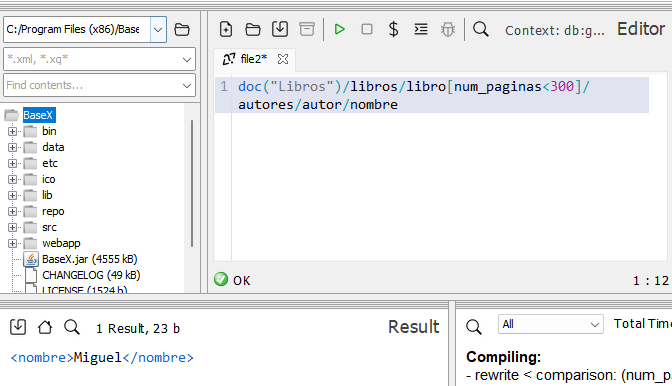 C:/Program Files (x86)/Base
*.xml, *.xq*
Find contents...
BaseX
bin
data
etc
ico
lib
repo
src
webapp
BaseX.jar (4555 kB)
CHANGELOG (49 kB)
LICENSE (1524 b)
Context: db:g...
Editor
file2*
1 doc("Libros")/libros/libro[num_paginas<300]/
autores/autor/nombre
OK
1 : 12
1 Result, 23 b
Result
<nombre>Miguel</nombre>
All
Total Time
Compiling:
- rewrite < comparison: (num_p